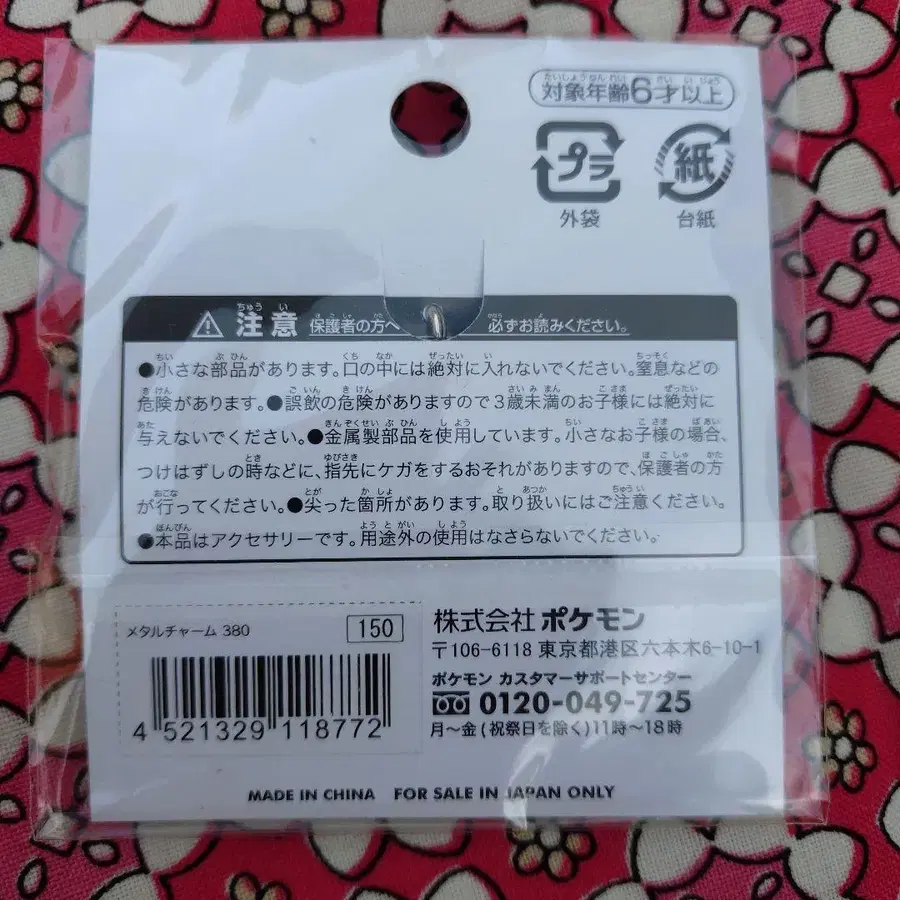 対象年齢6才以上
プラ
紙
外袋
台紙
注意 保護者の方へ 必ずお読みください。
●小さな部品があります。口の中には絶対に入れないでください。窒息などの
危険があります。●誤飲の危険がありますので3歳未満のお子様には絶対に
与えないでください。●金属製部品を使用しています。小さなお子様の場合、
つけはずしの時などに、指先にケガをするおそれがありますので、保護者の方
が行ってください。●尖った箇所があります。取り扱いにはご注意ください。
●本品はアクセサリーです。用途外の使用はなさらないでください。
メタルチャーム 380
150
4 521329 118772
株式会社 ポケモン
〒106-6118 東京都港区六本木6-10-1
ポケモン カスタマーサポートセンター
0120-049-725
月～金(祝祭日を除く)11時～18時
MADE IN CHINA FOR SALE IN JAPAN ONLY